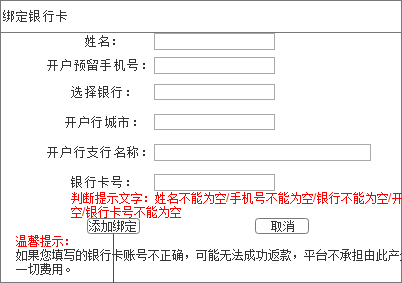 绑定银行卡
姓名：
开户预留手机号：
选择银行：
开户行城市：
开户行支行名称：
银行卡号：
判断提示文字：姓名不能为空/手机号不能为空/银行不能为空/开
空/银行卡号不能为空
添加绑定 取消
温馨提示：
如果您填写的银行卡账号不正确，可能无法成功返款，平台不承担由此产
一切费用。